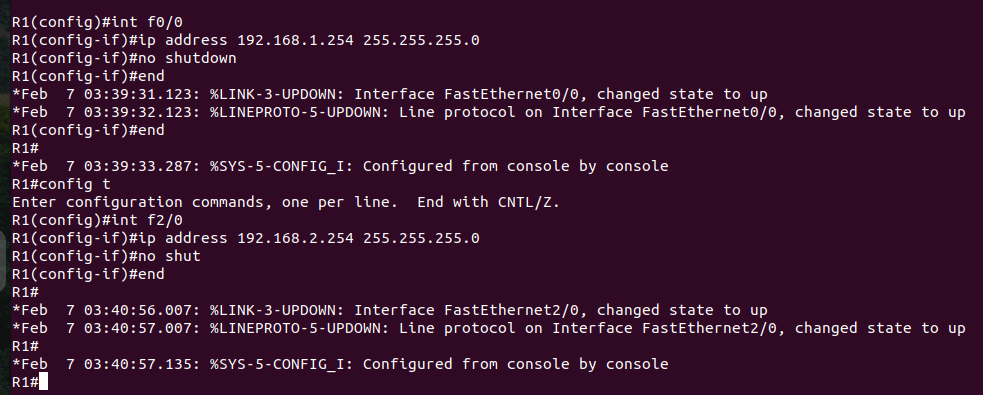 R1(config)#int f0/0
R1(config-if)#ip address 192.168.1.254 255.255.255.0
R1(config-if)#no shutdown
R1(config-if)#end
*Feb  7 03:39:31.123: %LINK-3-UPDOWN: Interface FastEthernet0/0, changed state to up
*Feb  7 03:39:32.123: %LINEPROTO-5-UPDOWN: Line protocol on Interface FastEthernet0/0, changed state to up
R1(config-if)#end
R1#
*Feb  7 03:39:33.287: %SYS-5-CONFIG_I: Configured from console by console
R1#config t
Enter configuration commands, one per line.  End with CNTL/Z.
R1(config)#int f2/0
R1(config-if)#ip address 192.168.2.254 255.255.255.0
R1(config-if)#no shut
R1(config-if)#end
R1#
*Feb  7 03:40:56.007: %LINK-3-UPDOWN: Interface FastEthernet2/0, changed state to up
*Feb  7 03:40:57.007: %LINEPROTO-5-UPDOWN: Line protocol on Interface FastEthernet2/0, changed state to up
R1#
*Feb  7 03:40:57.135: %SYS-5-CONFIG_I: Configured from console by console
R1#